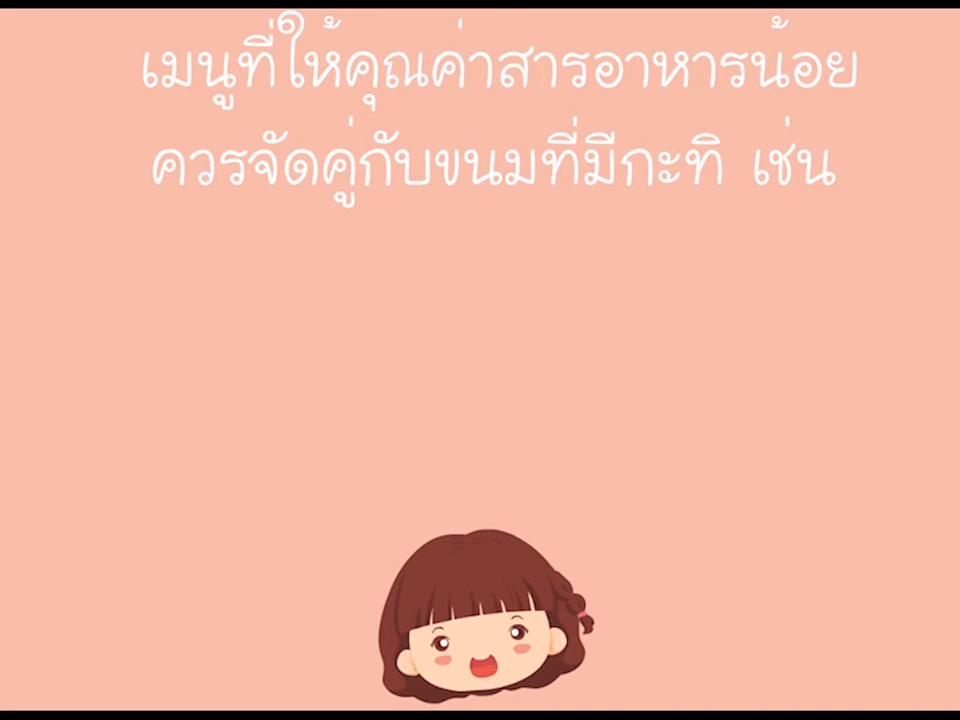 เมนูที่ให้คุณค่าสารอาหารน้อย
ควรจัดคู่กับขนมที่มีกะทิ เช่น